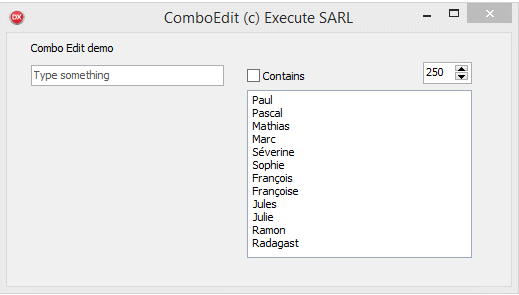 DX
ComboEdit (c) Execute SARL
Combo Edit demo
Type something
Contains
250
Paul
Pascal
Mathias
Marc
Séverine
Sophie
François
Françoise
Jules
Julie
Ramon
Radagast